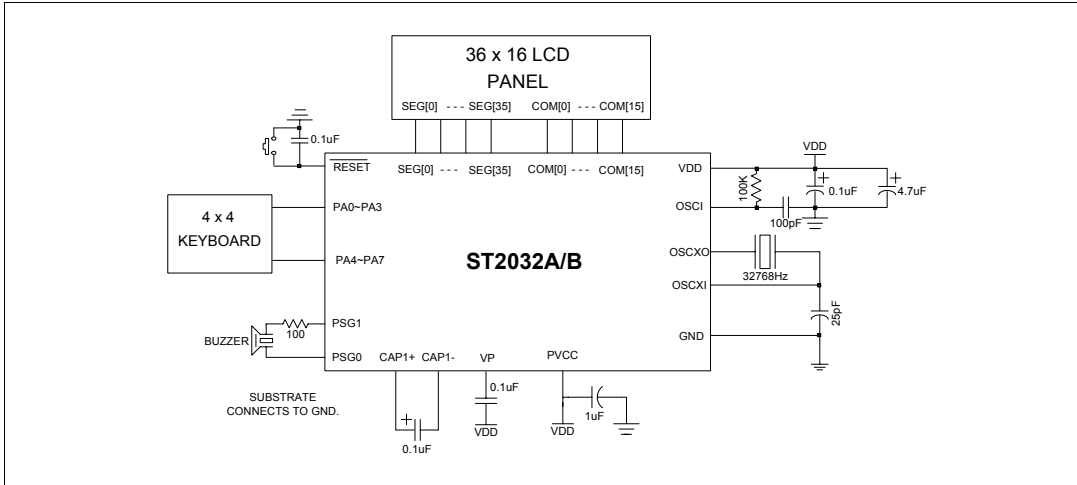 36 x 16 LCD
PANEL
SEG[0] --- SEG[35] COM[0] --- COM[15]
0.1uF
RESET
SEG[0] --- SEG[35] COM[0] --- COM[15]
VDD
VDD
100K
0.1uF
4.7uF
OSCI
100pF
4 x 4
KEYBOARD
PA0~PA3
PA4~PA7
ST2032A/B
OSCXO
32768Hz
OSCXI
25pF
GND
BUZZER
100
PSG1
PSG0
CAP1+ CAP1- VP PVCC
SUBSTRATE
CONNECTS TO GND.
0.1uF
0.1uF
VDD
1uF
VDD